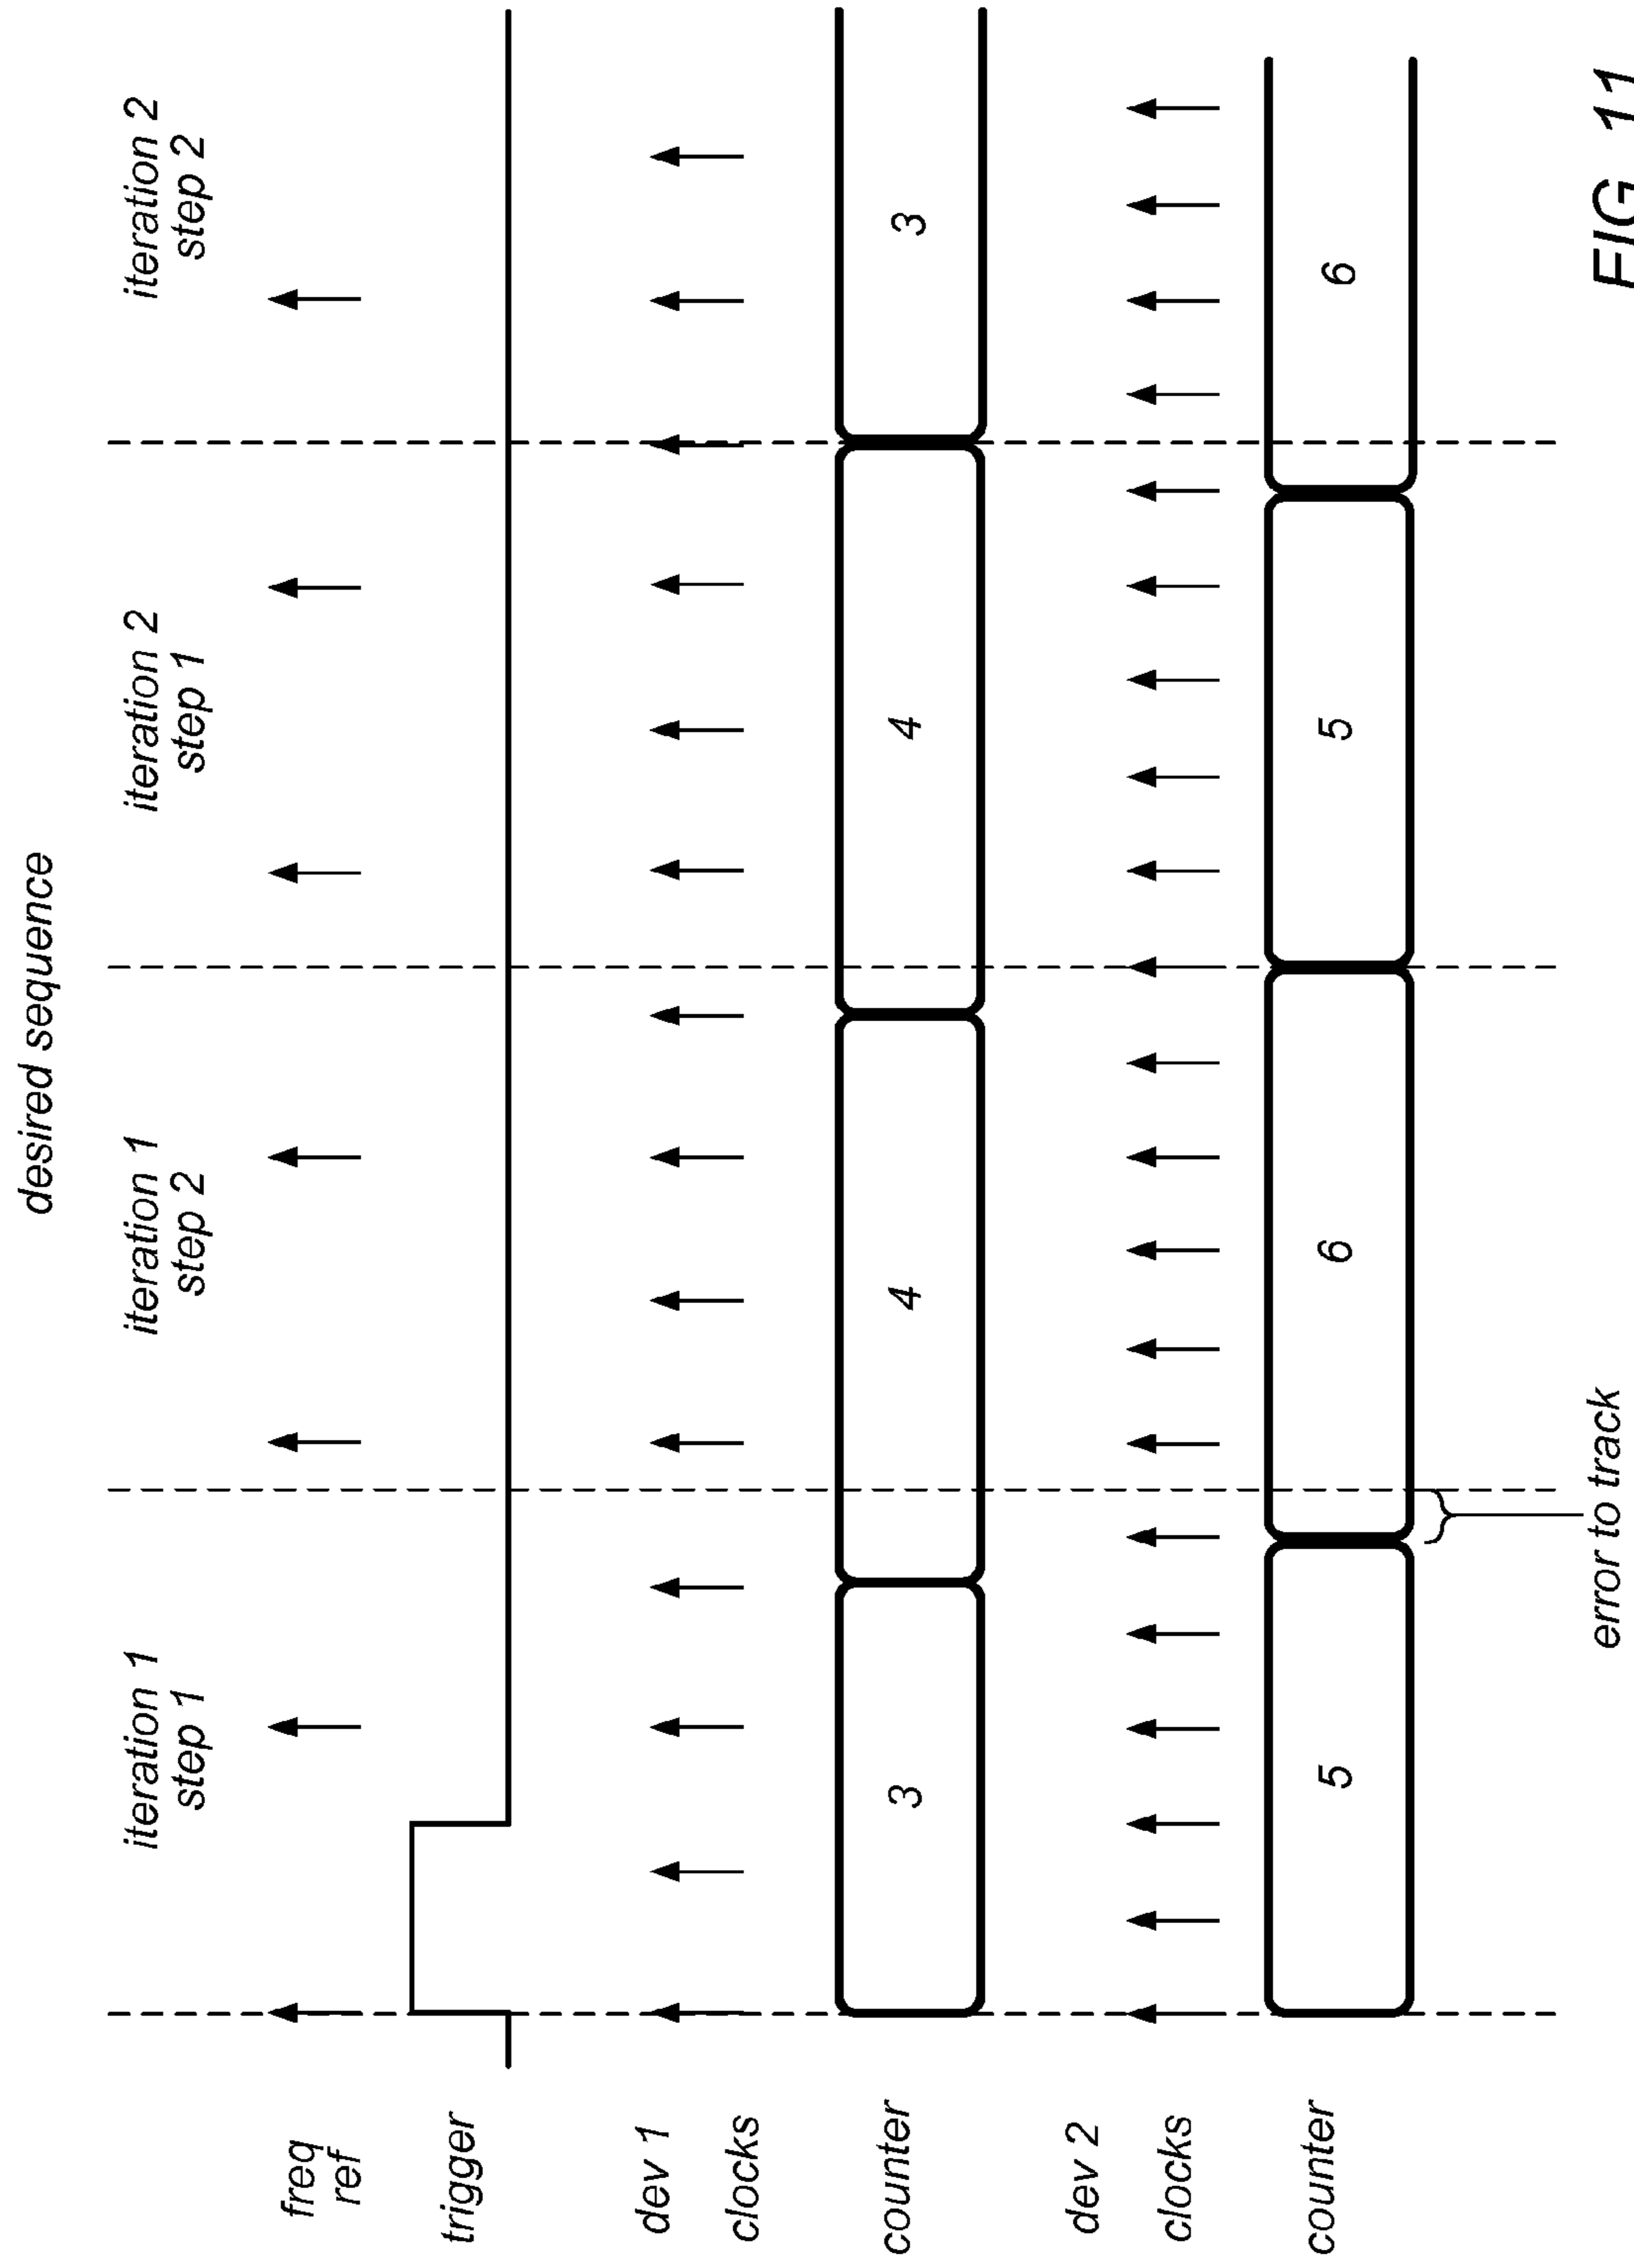 desired sequence
iteration 1
step 1
iteration 1
step 2
iteration 2
step 1
iteration 2
step 2
freq
ref
trigger
dev 1
clocks
counter
3
4
4
3
dev 2
clocks
counter
5
6
5
6
error to track
FIG. 11